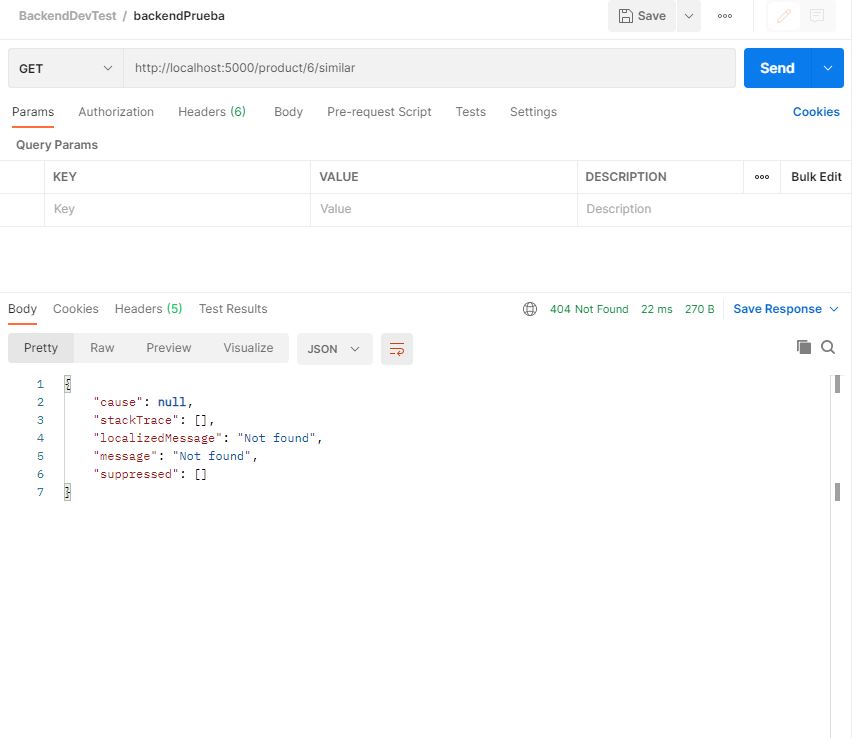 BackendDevTest / backendPrueba Save
GET http://localhost:5000/product/6/similar Send
Params Authorization Headers (6) Body Pre-request Script Tests Settings Cookies
Query Params
KEY VALUE DESCRIPTION Bulk Edit
Key Value Description
Body Cookies Headers (5) Test Results 404 Not Found 22 ms 270 B Save Response
Pretty Raw Preview Visualize JSON
1 {
2 "cause": null,
3 "stackTrace": [],
4 "localizedMessage": "Not found",
5 "message": "Not found",
6 "suppressed": []
7 }